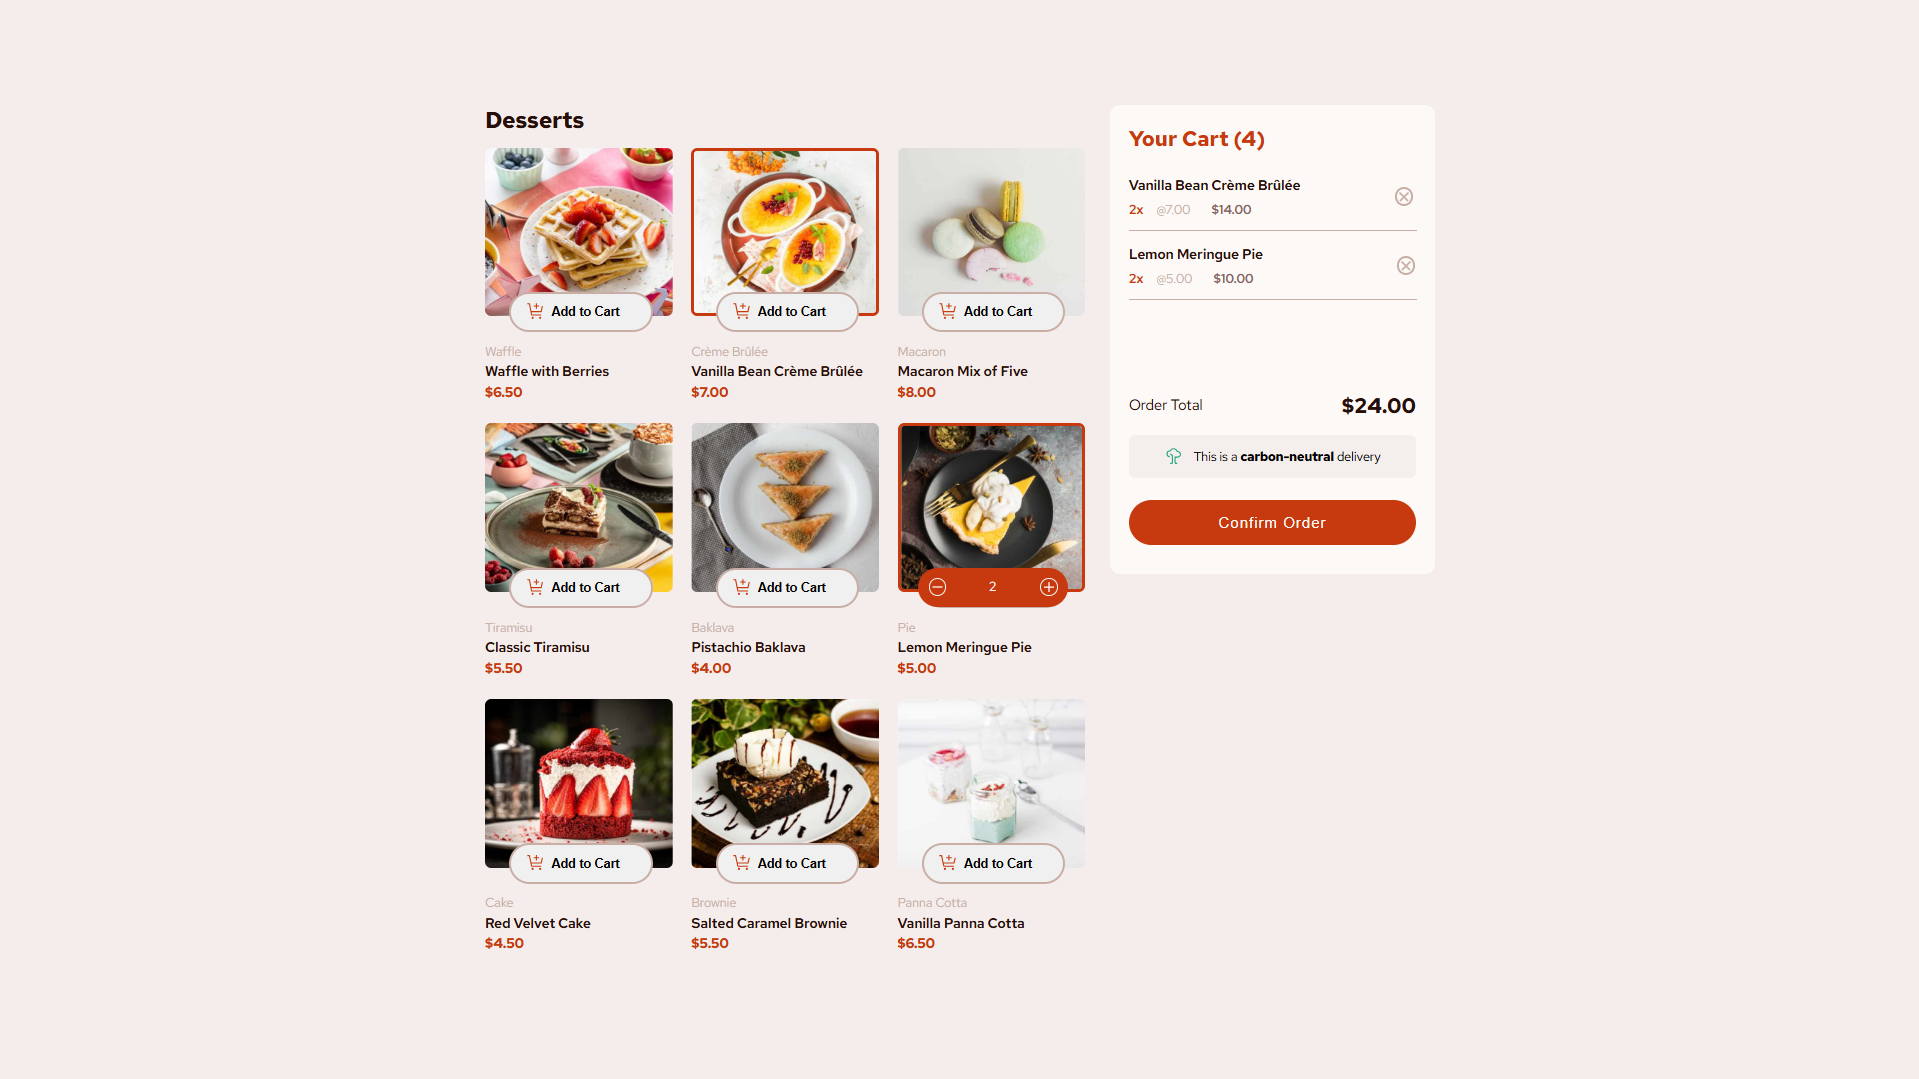 Desserts
Add to Cart
Add to Cart
Add to Cart
Waffle
Crème Brûlée
Macaron
Waffle with Berries
Vanilla Bean Crème Brûlée
Macaron Mix of Five
$6.50
$7.00
$8.00
Add to Cart
Add to Cart
2
Tiramisu
Baklava
Pie
Classic Tiramisu
Pistachio Baklava
Lemon Meringue Pie
$5.50
$4.00
$5.00
Add to Cart
Add to Cart
Add to Cart
Cake
Brownie
Panna Cotta
Red Velvet Cake
Salted Caramel Brownie
Vanilla Panna Cotta
$4.50
$5.50
$6.50
Your Cart (4)
Vanilla Bean Crème Brûlée
2x @7.00 $14.00
Lemon Meringue Pie
2x @5.00 $10.00
Order Total $24.00
This is a carbon-neutral delivery
Confirm Order